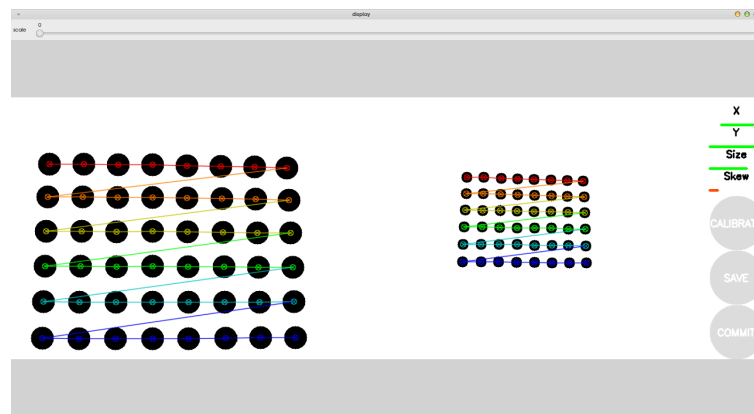 display
scale
0
X
Y
Size
Skew
CALIBRAT
SAVE
COMMIT